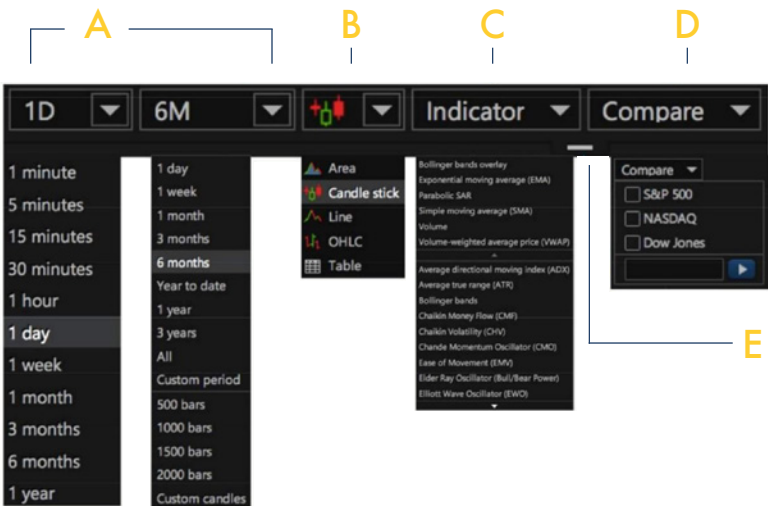 A
B
C
D
1D
6M
Indicator
Compare
1 minute
5 minutes
15 minutes
30 minutes
1 hour
1 day
1 week
1 month
3 months
6 months
1 year
1 day
1 week
1 month
3 months
6 months
Year to date
1 year
3 years
All
Custom period
500 bars
1000 bars
1500 bars
2000 bars
Custom candles
Area
Candle stick
Line
OHLC
Table
Bollinger bands overlay
Exponential moving average (EMA)
Parabolic SAR
Simple moving average (SMA)
Volume
Volume-weighted average price (VWAP)
Average directional moving index (ADX)
Average true range (ATR)
Bollinger bands
Chaikin Money Flow (CMF)
Chaikin Volatility (CHV)
Chande Momentum Oscillator (CMO)
Ease of Movement (EMV)
Elder Ray Oscillator (Bull/Bear Power)
Elliott Wave Oscillator (EWO)
Compare
S&P 500
NASDAQ
Dow Jones
E